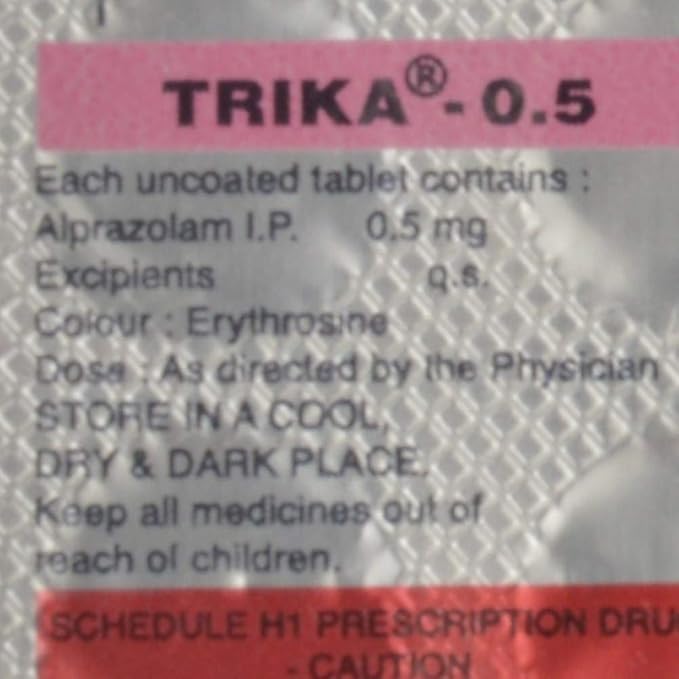 TRIKA®- 0.5
Each uncoated tablet contains :
Alprazolam I.P. 0.5 mg
Excipients q.s.
Colour : Erythrosine
Dose : As directed by the Physician
STORE IN A COOL,
DRY & DARK PLACE.
Keep all medicines out of
reach of children.
SCHEDULE H1 PRESCRIPTION DRU
- CAUTION